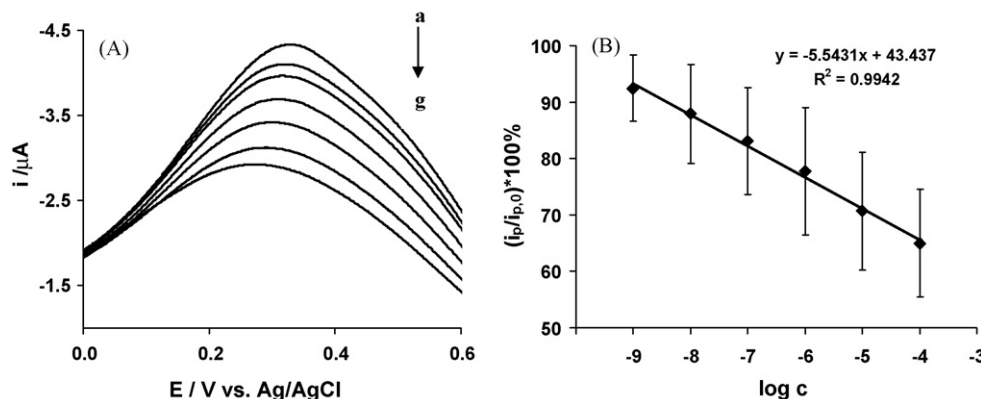 (A)
a
g
-4.5
-3.5
-2.5
-1.5
i /µA
0.0 0.2 0.4 0.6
E / V vs. Ag/AgCl
(B)
y = -5.5431x + 43.437
R² = 0.9942
100
90
80
70
60
50
(iₚ/iₚ,₀)*100%
-9 -8 -7 -6 -5 -4 -3
log c